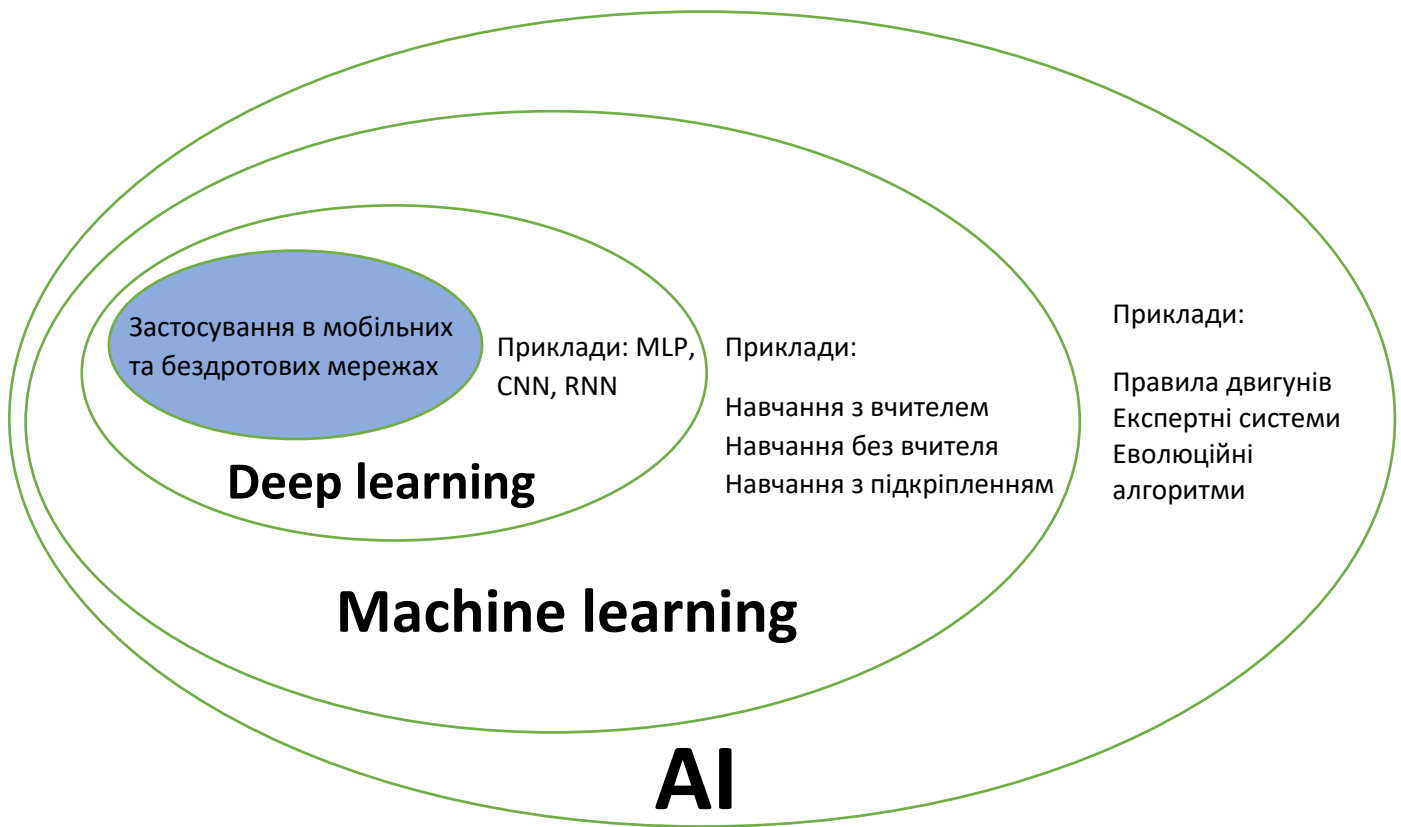 Застосування в мобільних
та бездротових мережах
Приклади: MLP,
CNN, RNN
Deep learning
Приклади:
Навчання з вчителем
Навчання без вчителя
Навчання з підкріпленням
Machine learning
Приклади:
Правила двигунів
Експертні системи
Еволюційні
алгоритми
AI